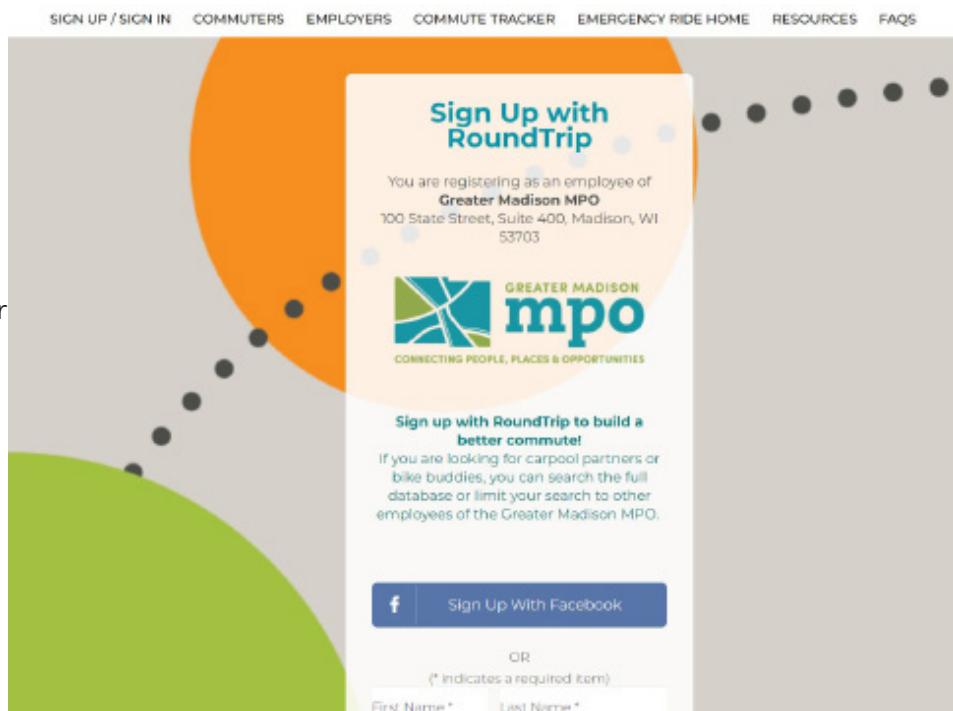 SIGN UP / SIGN IN COMMUTERS EMPLOYERS COMMUTE TRACKER EMERGENCY RIDE HOME RESOURCES FAQS
Sign Up with
RoundTrip
You are registering as an employee of
Greater Madison MPO
100 State Street, Suite 400, Madison, WI
53703
r
GREATER MADISON
mpo
CONNECTING PEOPLE, PLACES & OPPORTUNITIES
Sign up with RoundTrip to build a
better commute!
If you are looking for carpool partners or
bike buddies, you can search the full
database or limit your search to other
employees of the Greater Madison MPO.
f Sign Up With Facebook
OR
(* indicates a required item)
First Name * Last Name *